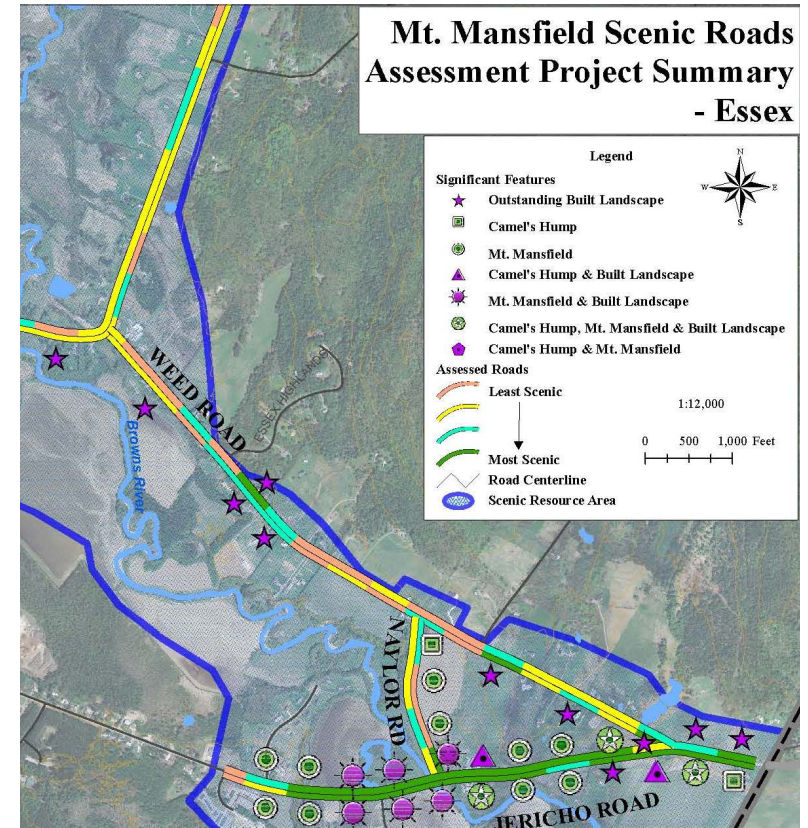 Mt. Mansfield Scenic Roads
Assessment Project Summary
- Essex
Legend
Significant Features
Outstanding Built Landscape
Camel's Hump
Mt. Mansfield
Camel's Hump & Built Landscape
Mt. Mansfield & Built Landscape
Camel's Hump, Mt. Mansfield & Built Landscape
Camel's Hump & Mt. Mansfield
Assessed Roads
Least Scenic
Most Scenic
Road Centerline
Scenic Resource Area
N
W
E
S
1:12,000
0 500 1,000 Feet
WEED ROAD
ESSEX HIGHLANDS
Browns River
NAYLOR RD
JERICHO ROAD